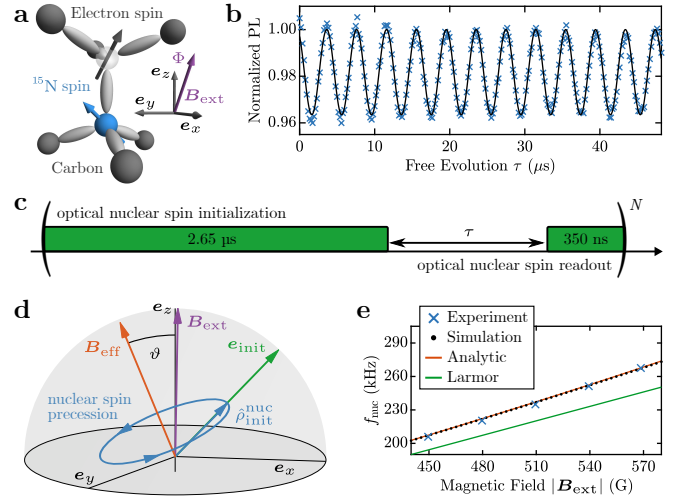 a
Electron spin
¹⁵N spin
Carbon
Φ
e_z
B_ext
e_y
e_x
b
Normalized PL
1.00
0.98
0.96
0
10
20
30
40
Free Evolution τ (µs)
c
optical nuclear spin initialization
N
2.65 µs
τ
350 ns
optical nuclear spin readout
d
e_z
B_ext
B_eff
ϑ
e_init
nuclear spin
precession
ρ̂_init^nuc
e_y
e_x
e
Experiment
Simulation
Analytic
Larmor
f_nuc (kHz)
290
260
230
200
450
480
510
540
570
Magnetic Field |B_ext| (G)